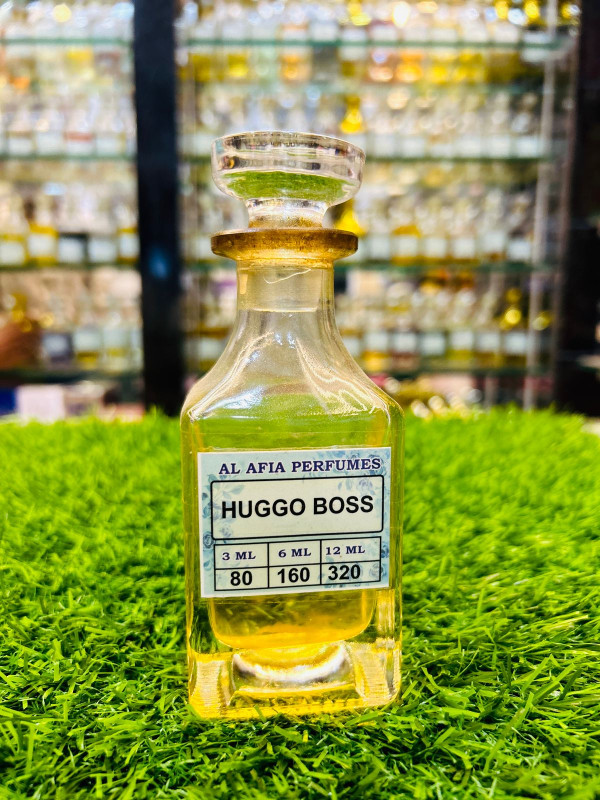 AL AFIA PERFUMES
HUGGO BOSS
3 ML 6 ML 12 ML
80 160 320